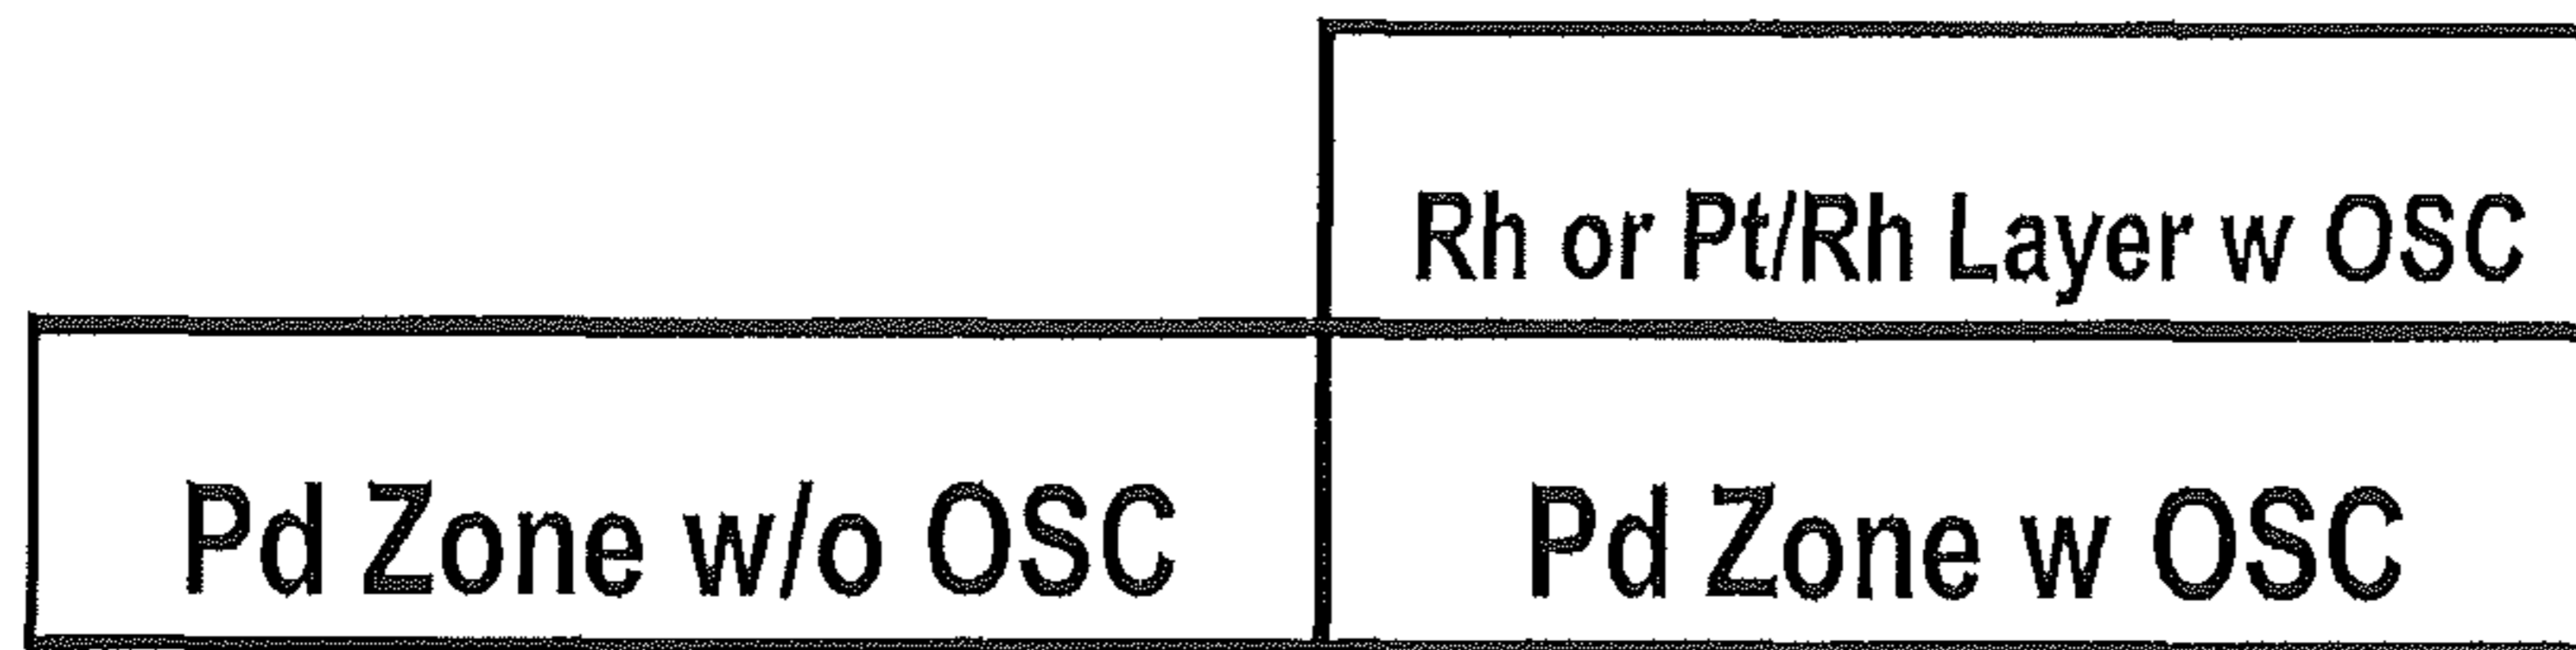 Rh or Pt/Rh Layer w OSC
Pd Zone w/o OSC
Pd Zone w OSC